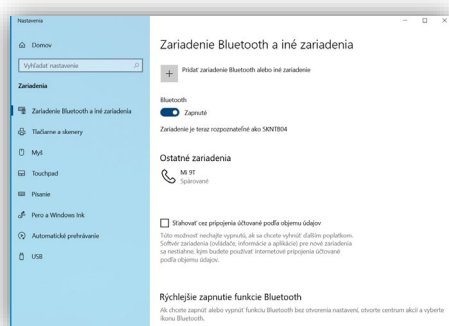 Nastavenia
Domov
Vyhľadať nastavenie
Zariadenia
Zariadenie Bluetooth a iné zariadenia
Tlačiarne a skenery
Myš
Touchpad
Písanie
Pero a Windows Ink
Automatické prehrávanie
USB
Zariadenie Bluetooth a iné zariadenia
Pridať zariadenie Bluetooth alebo iné zariadenie
Bluetooth
Zapnuté
Zariadenie je teraz rozpoznateľné ako SKNTB04
Ostatné zariadenia
Mi 9T
Spárované
Sťahovať cez pripojenia účtované podľa objemu údajov
Túto možnosť nechajte vypnutú, ak sa chcete vyhnúť ďalším poplatkom.
Softvér zariadenia (ovládače, informácie a aplikácie) pre nové zariadenia
sa nestiahne, kým budete používať internetové pripojenia účtované
podľa objemu údajov.
Rýchlejšie zapnutie funkcie Bluetooth
Ak chcete zapnúť alebo vypnúť funkciu Bluetooth bez otvorenia nastavení, otvorte centrum akcií a vyberte
ikonu Bluetooth.